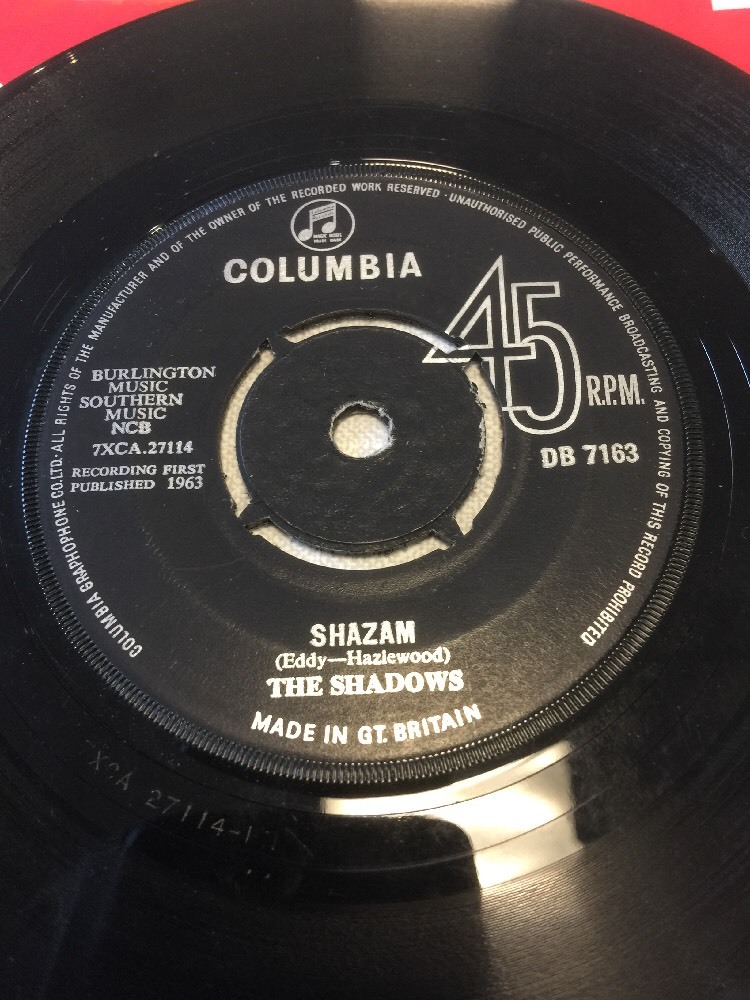 COLUMBIA GRAPHOPHONE CO. LTD· ALL RIGHTS OF THE MANUFACTURER AND OF THE OWNER OF THE RECORDED WORK RESERVED · UNAUTHORISED PUBLIC PERFORMANCE BROADCASTING AND COPYING OF THIS RECORD PROHIBITED
COLUMBIA
45 R.P.M.
BURLINGTON
MUSIC
SOUTHERN
MUSIC
NCB
7XCA.27114
RECORDING FIRST
PUBLISHED 1963
DB 7163
SHAZAM
(Eddy—Hazlewood)
THE SHADOWS
MADE IN GT. BRITAIN